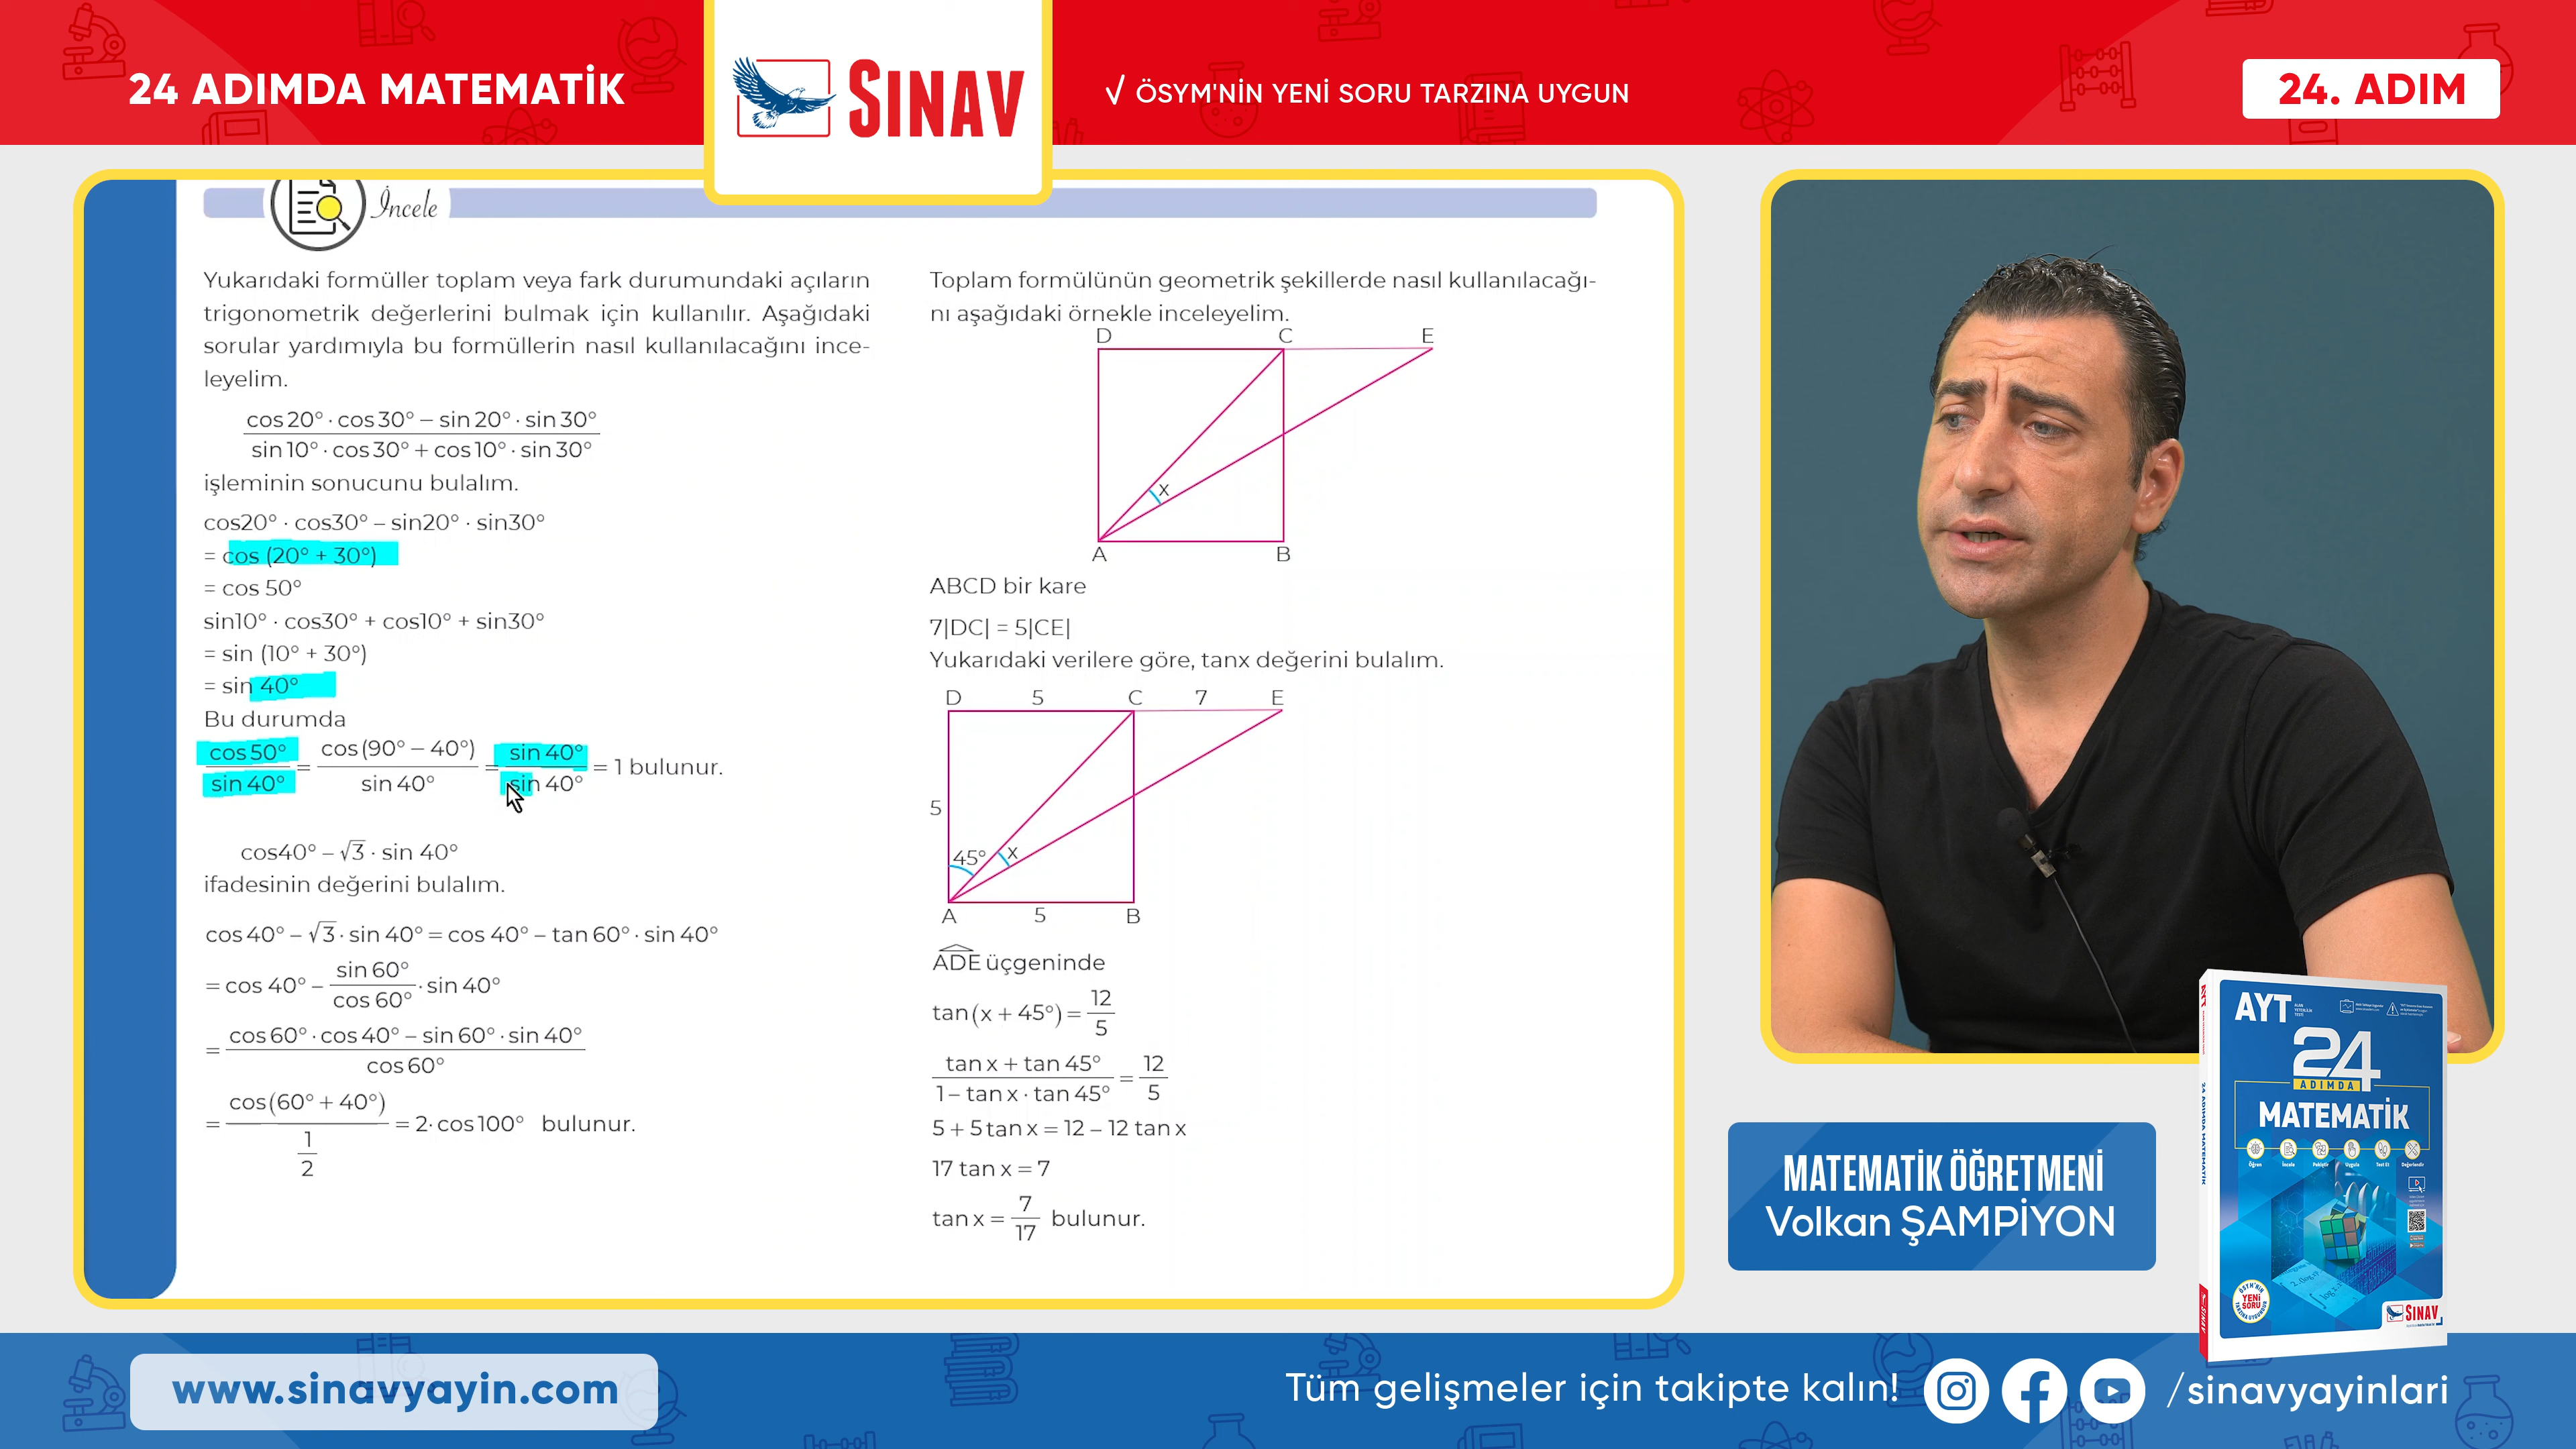 24 ADIMDA MATEMATİK
SINAV
√ ÖSYM'NİN YENİ SORU TARZINA UYGUN
24. ADIM
İncele
Yukarıdaki formüller toplam veya fark durumundaki açıların
trigonometrik değerlerini bulmak için kullanılır. Aşağıdaki
sorular yardımıyla bu formüllerin nasıl kullanılacağını ince-
leyelim.
cos 20° · cos 30° – sin 20° · sin 30°
sin 10° · cos 30° + cos 10° · sin 30°
işleminin sonucunu bulalım.
cos20° · cos30° – sin20° · sin30°
= cos (20° + 30°)
= cos 50°
sin10° · cos30° + cos10° + sin30°
= sin (10° + 30°)
= sin 40°
Bu durumda
cos 50° / sin 40° = cos (90° – 40°) / sin 40° = sin 40° / sin 40° = 1 bulunur.
cos40° – √3 · sin 40°
ifadesinin değerini bulalım.
cos 40° – √3 · sin 40° = cos 40° – tan 60° · sin 40°
= cos 40° – sin 60° / cos 60° · sin 40°
= cos 60° · cos 40° – sin 60° · sin 40° / cos 60°
= cos (60° + 40°) / 1/2 = 2· cos 100° bulunur.
Toplam formülünün geometrik şekillerde nasıl kullanılacağı-
nı aşağıdaki örnekle inceleyelim.
D C E
x
A B
ABCD bir kare
7|DC| = 5|CE|
Yukarıdaki verilere göre, tanx değerini bulalım.
D 5 C 7 E
5
45° x
A 5 B
ADE üçgeninde
tan (x + 45°) = 12 / 5
tan x + tan 45° / 1 – tan x · tan 45° = 12 / 5
5 + 5 tan x = 12 – 12 tan x
17 tan x = 7
tan x = 7 / 17 bulunur.
MATEMATİK ÖĞRETMENİ
Volkan ŞAMPİYON
AYT
24
ADIMDA
MATEMATİK
Öğren İncele Pekiştir Uygula Test Et Değerlendir
YENİ
SORU
SINAV
www.sinavyayin.com
Tüm gelişmeler için takipte kalın!
/sinavyayinlari